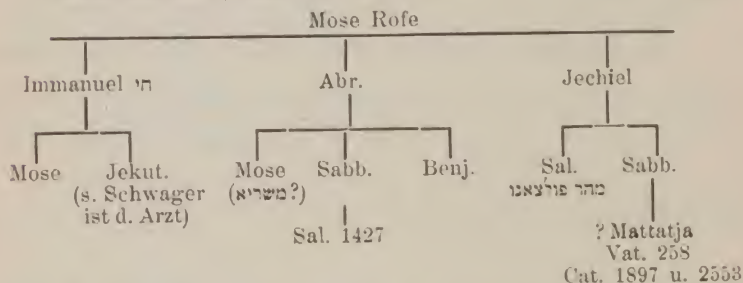 Mose Rofe
Immanuel חי Abr. Jechiel
Mose Jekut. Mose Sabb. Benj. Sal. Sabb.
(s. Schwager (משריא?) מהר פולצאנו
ist d. Arzt) Sal. 1427 ? Mattatja
Vat. 258
Cat. 1897 u. 2553